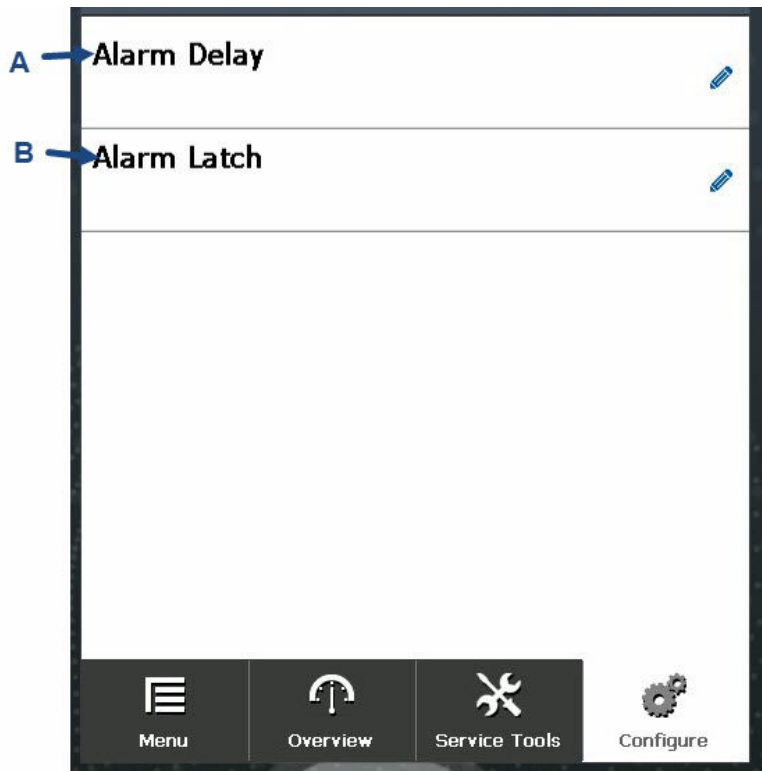 A
Alarm Delay
B
Alarm Latch
Menu
Overview
Service Tools
Configure